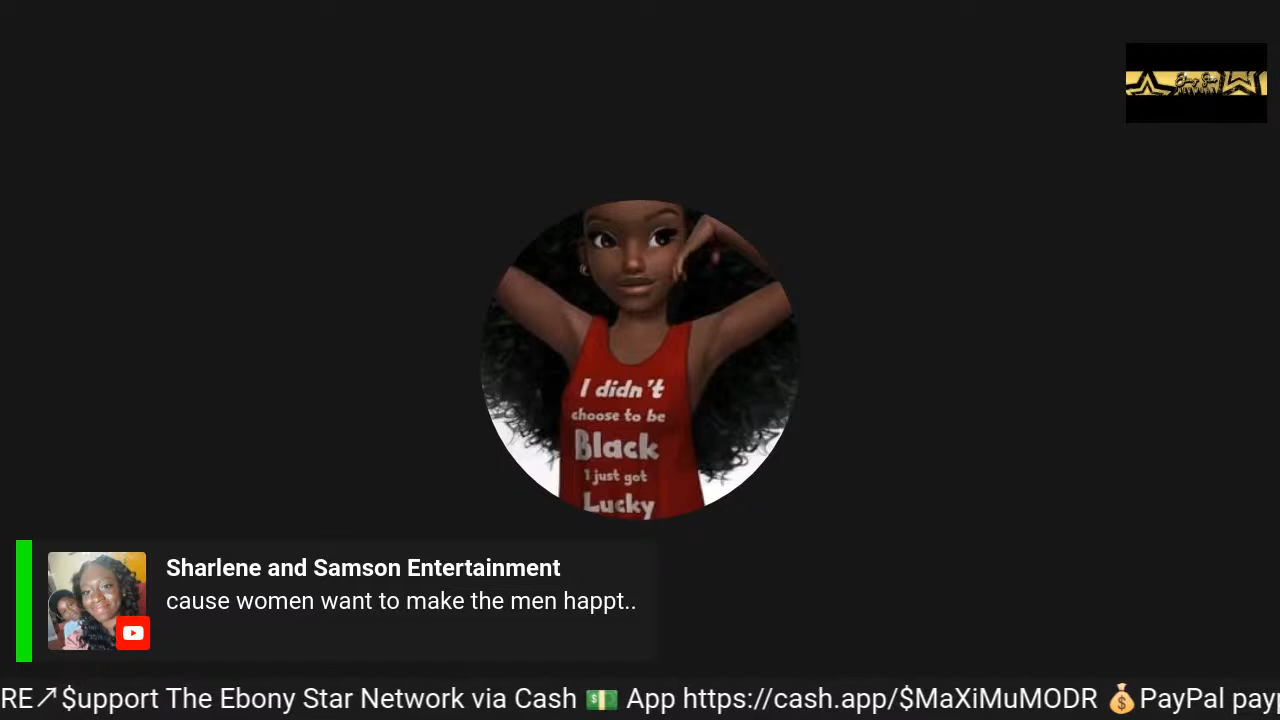 I didn't
choose to be
Black
I just got
Lucky
Sharlene and Samson Entertainment
cause women want to make the men happt..
RE↗$upport The Ebony Star Network via Cash 💵 App https://cash.app/$MaXiMuMODR 💰PayPal payp